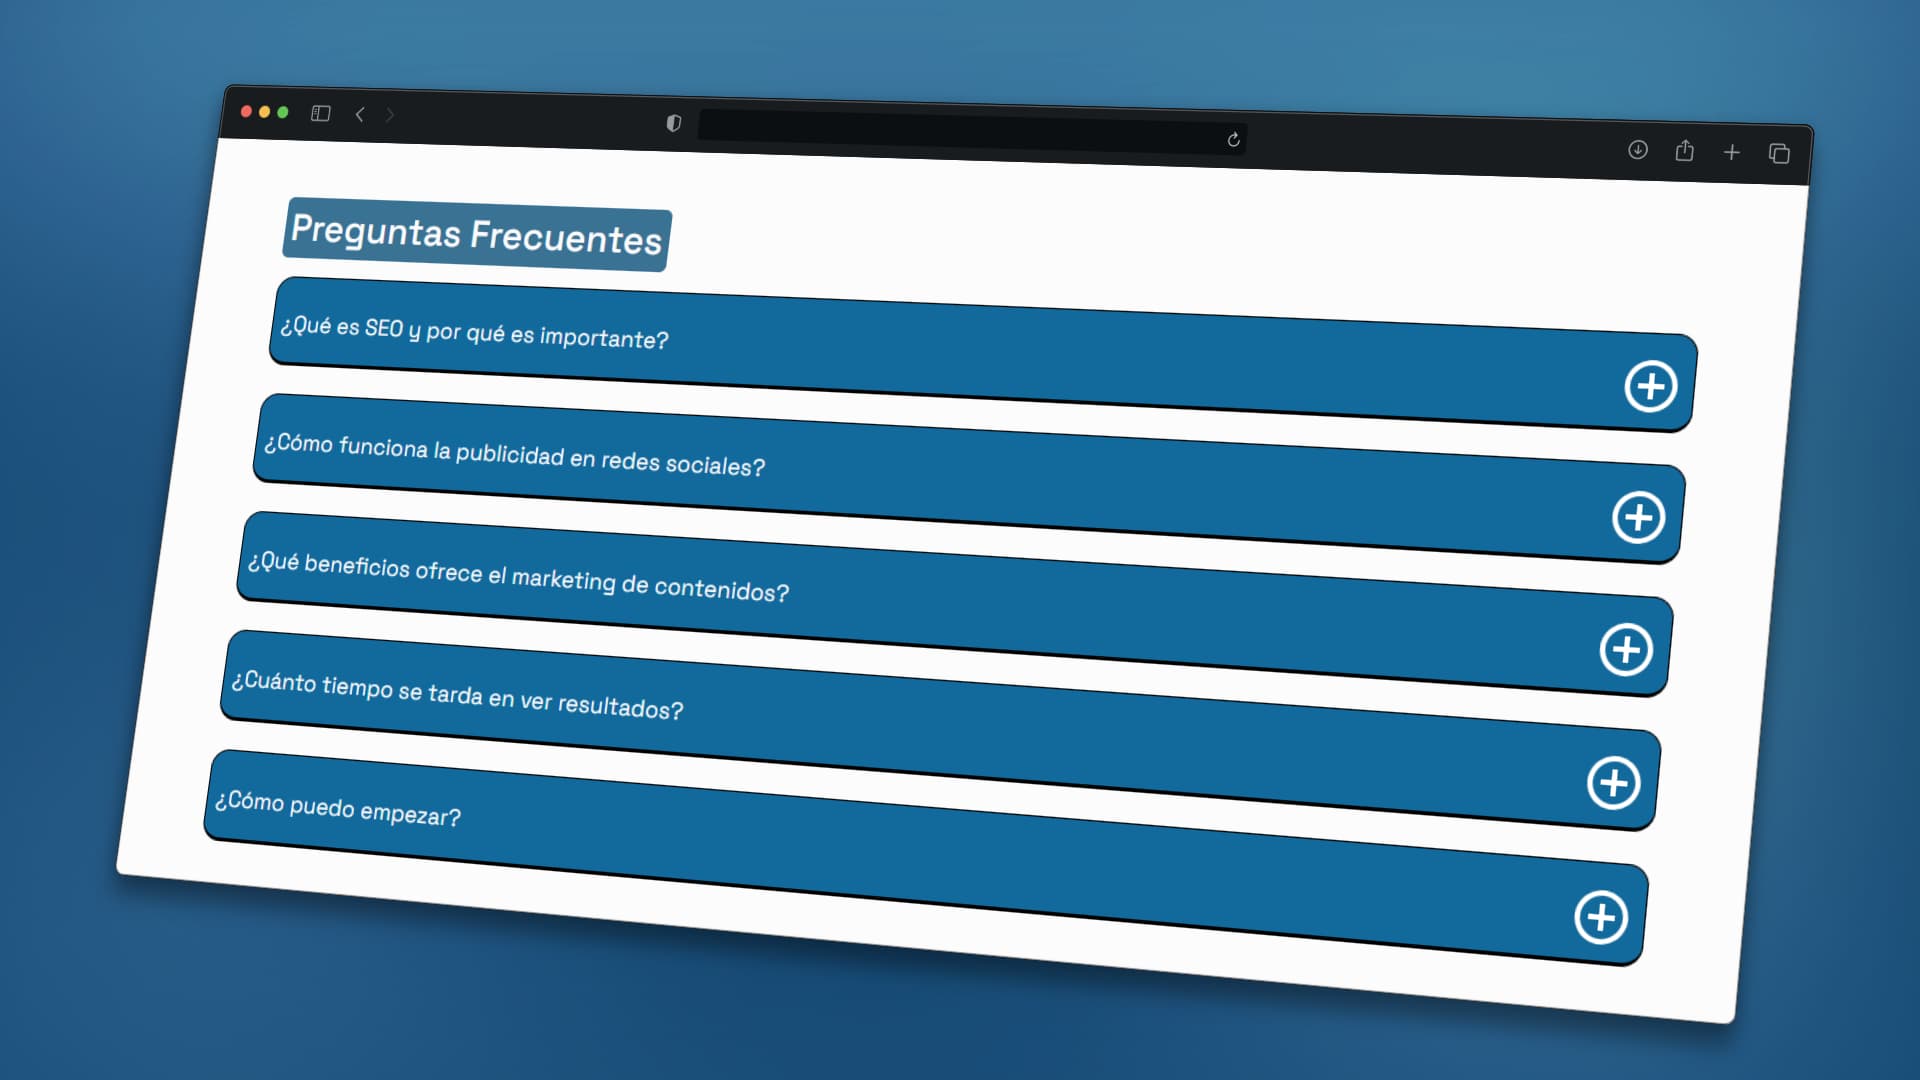 Preguntas Frecuentes
¿Qué es SEO y por qué es importante?
¿Cómo funciona la publicidad en redes sociales?
¿Qué beneficios ofrece el marketing de contenidos?
¿Cuánto tiempo se tarda en ver resultados?
¿Cómo puedo empezar?